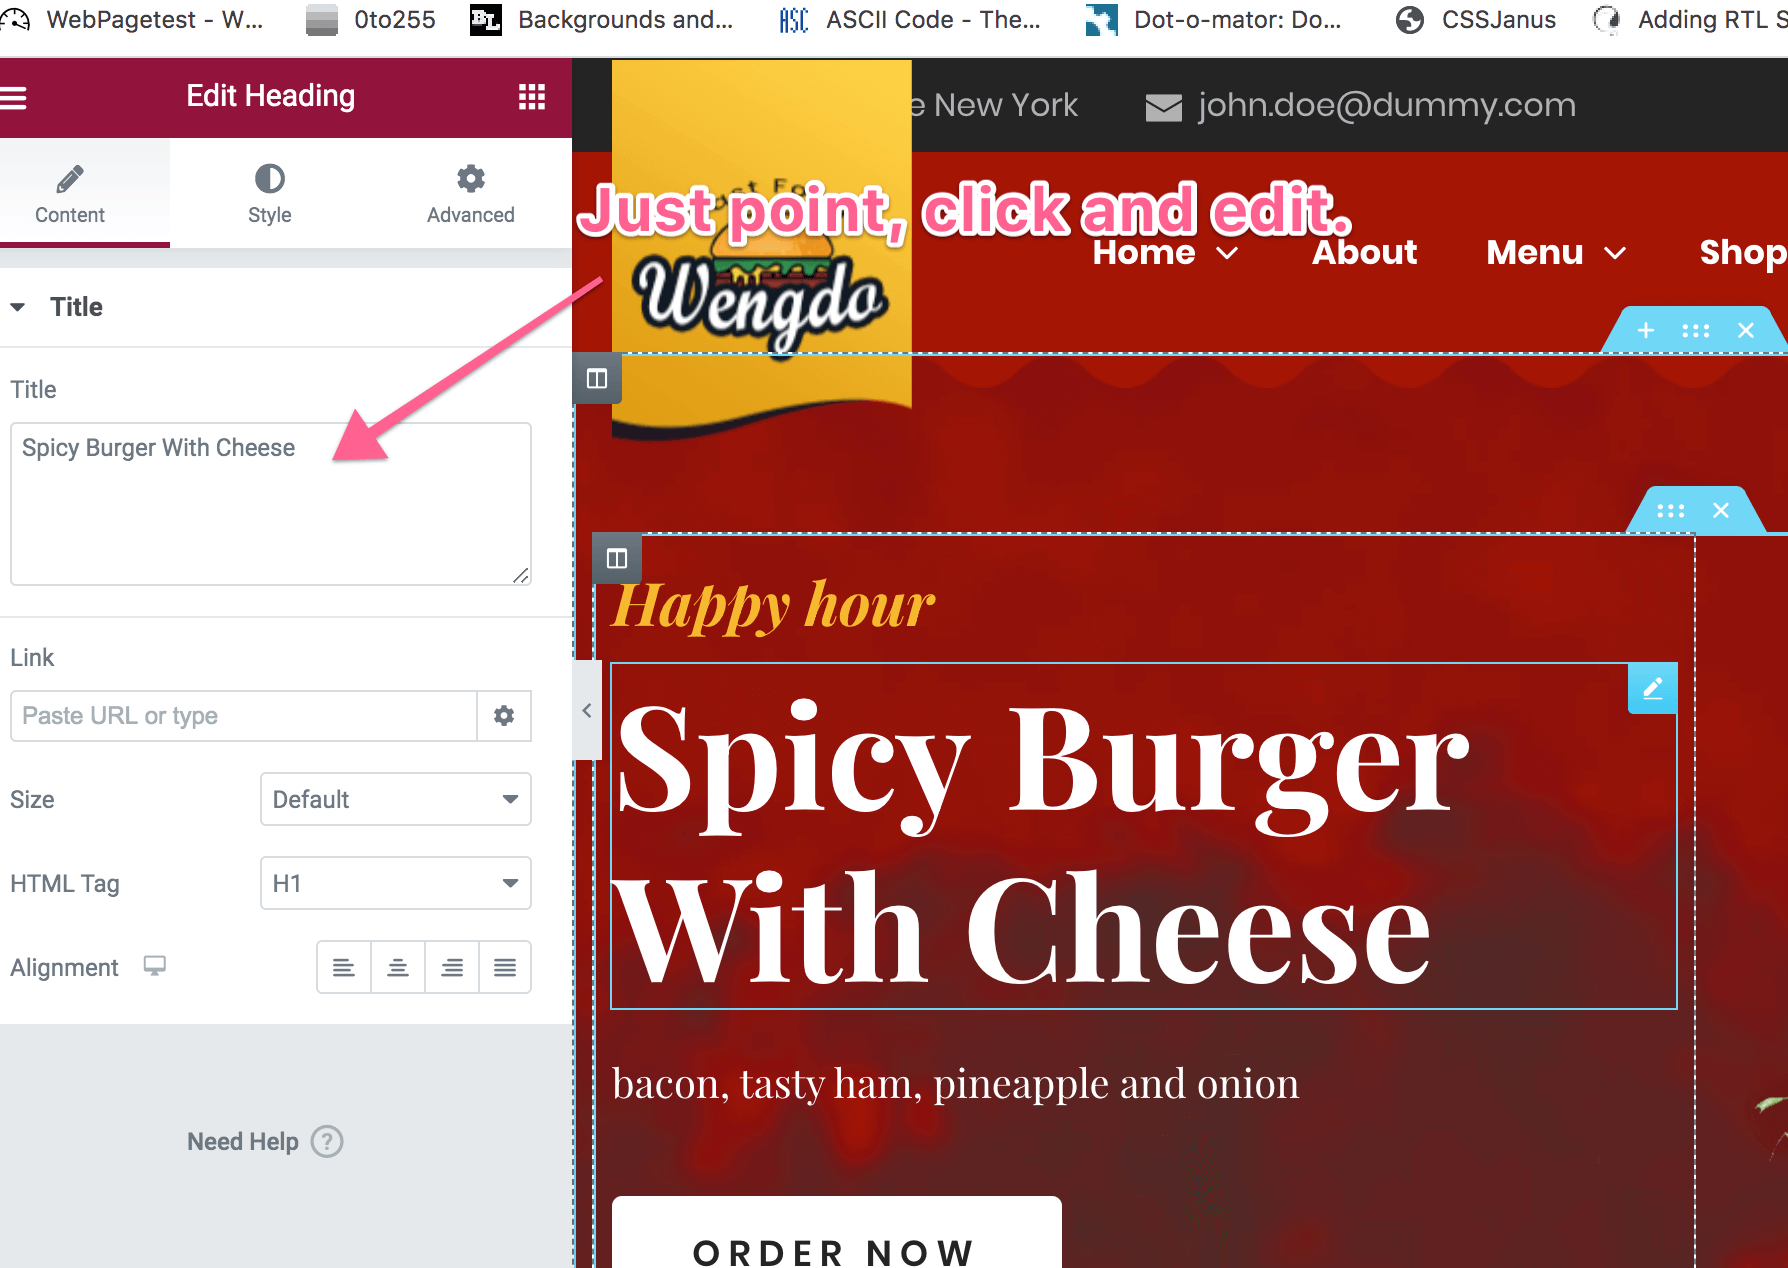 WebPagetest - W...
0to255
Backgrounds and...
ASCII Code - The...
Dot-o-mator: Do...
CSSJanus
Adding RTL S
Edit Heading
e New York
john.doe@dummy.com
Content
Style
Advanced
Just point, click and edit.
Wengdo
Home
About
Menu
Shop
Title
Title
Spicy Burger With Cheese
Link
Paste URL or type
Size
Default
HTML Tag
H1
Alignment
Need Help ?
Happy hour
Spicy Burger
With Cheese
bacon, tasty ham, pineapple and onion
ORDER NOW